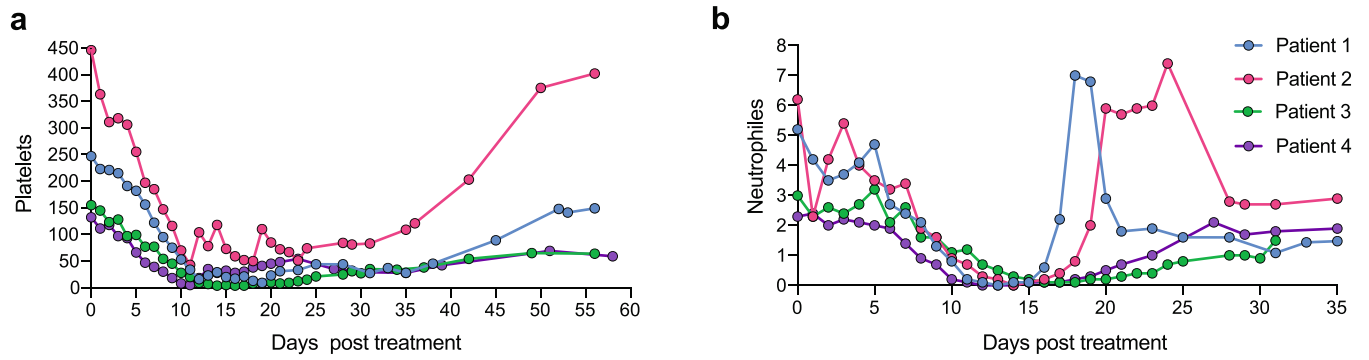 a
Platelets
450
400
350
300
250
200
150
100
50
0
0 5 10 15 20 25 30 35 40 45 50 55 60
Days post treatment
b
Neutrophiles
8
7
6
5
4
3
2
1
0
0 5 10 15 20 25 30 35
Days post treatment
Patient 1
Patient 2
Patient 3
Patient 4